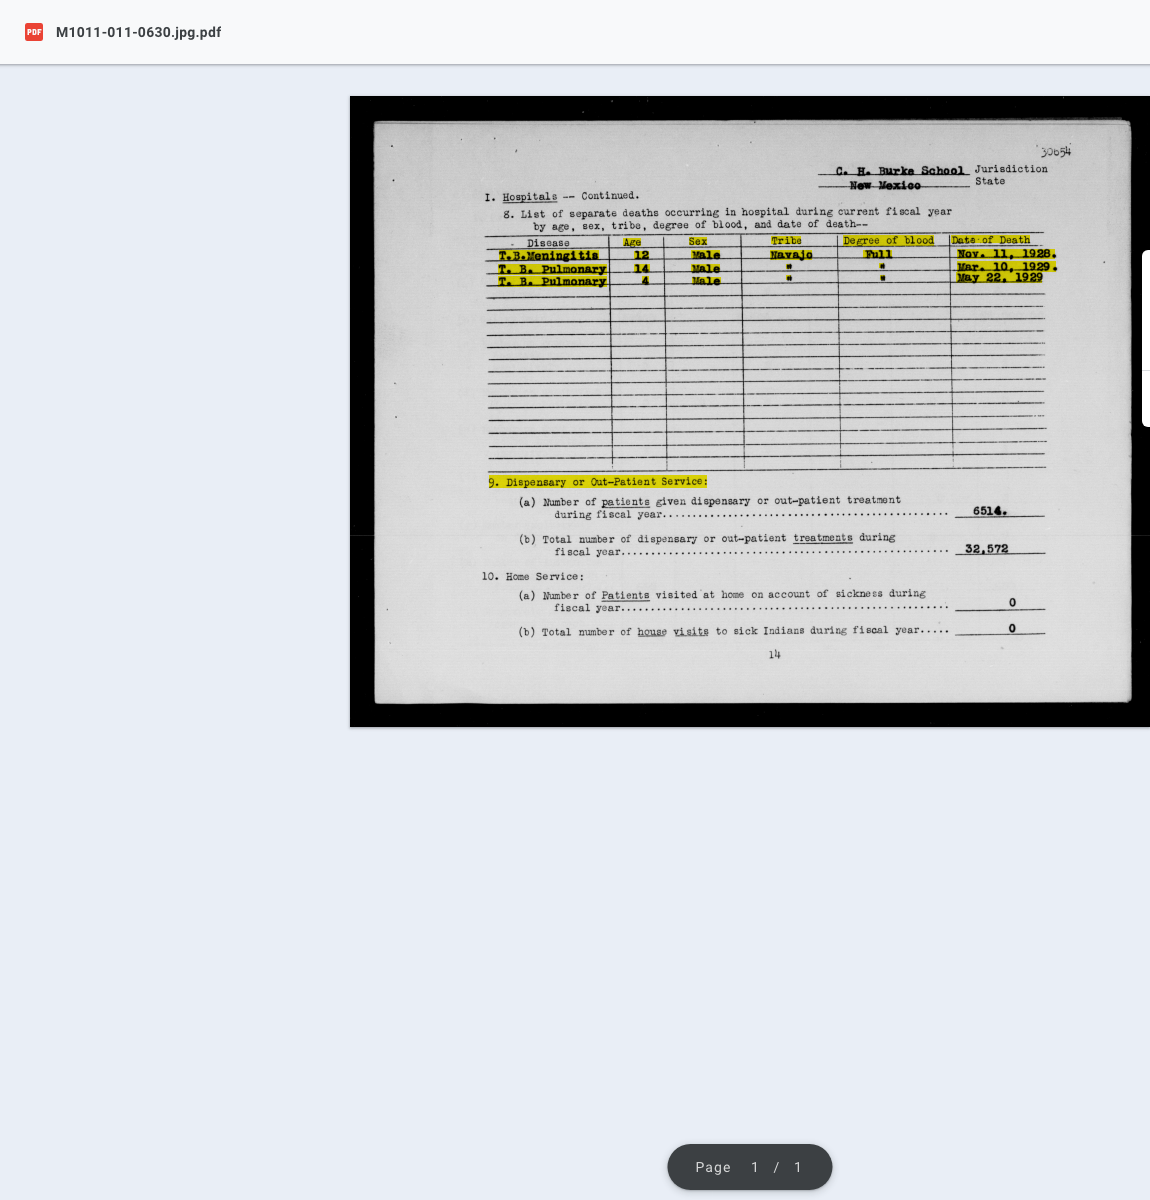 PDF M1011-011-0630.jpg.pdf
30654
C. H. Burke School Jurisdiction
New Mexico State
I. Hospitals -- Continued.
8. List of separate deaths occurring in hospital during current fiscal year
by age, sex, tribe, degree of blood, and date of death--
Disease Age Sex Tribe Degree of blood Date of Death
T.B.Meningitis 12 Male Navajo Full Nov. 11, 1928.
T. B. Pulmonary 14 Male " " Mar. 10, 1929.
T. B. Pulmonary 4 Male " " May 22, 1929
9. Dispensary or Out-Patient Service:
(a) Number of patients given dispensary or out-patient treatment
during fiscal year................................................ 6514.
(b) Total number of dispensary or out-patient treatments during
fiscal year....................................................... 32,572
10. Home Service:
(a) Number of Patients visited at home on account of sickness during
fiscal year....................................................... 0
(b) Total number of house visits to sick Indians during fiscal year..... 0
14
Page 1 / 1